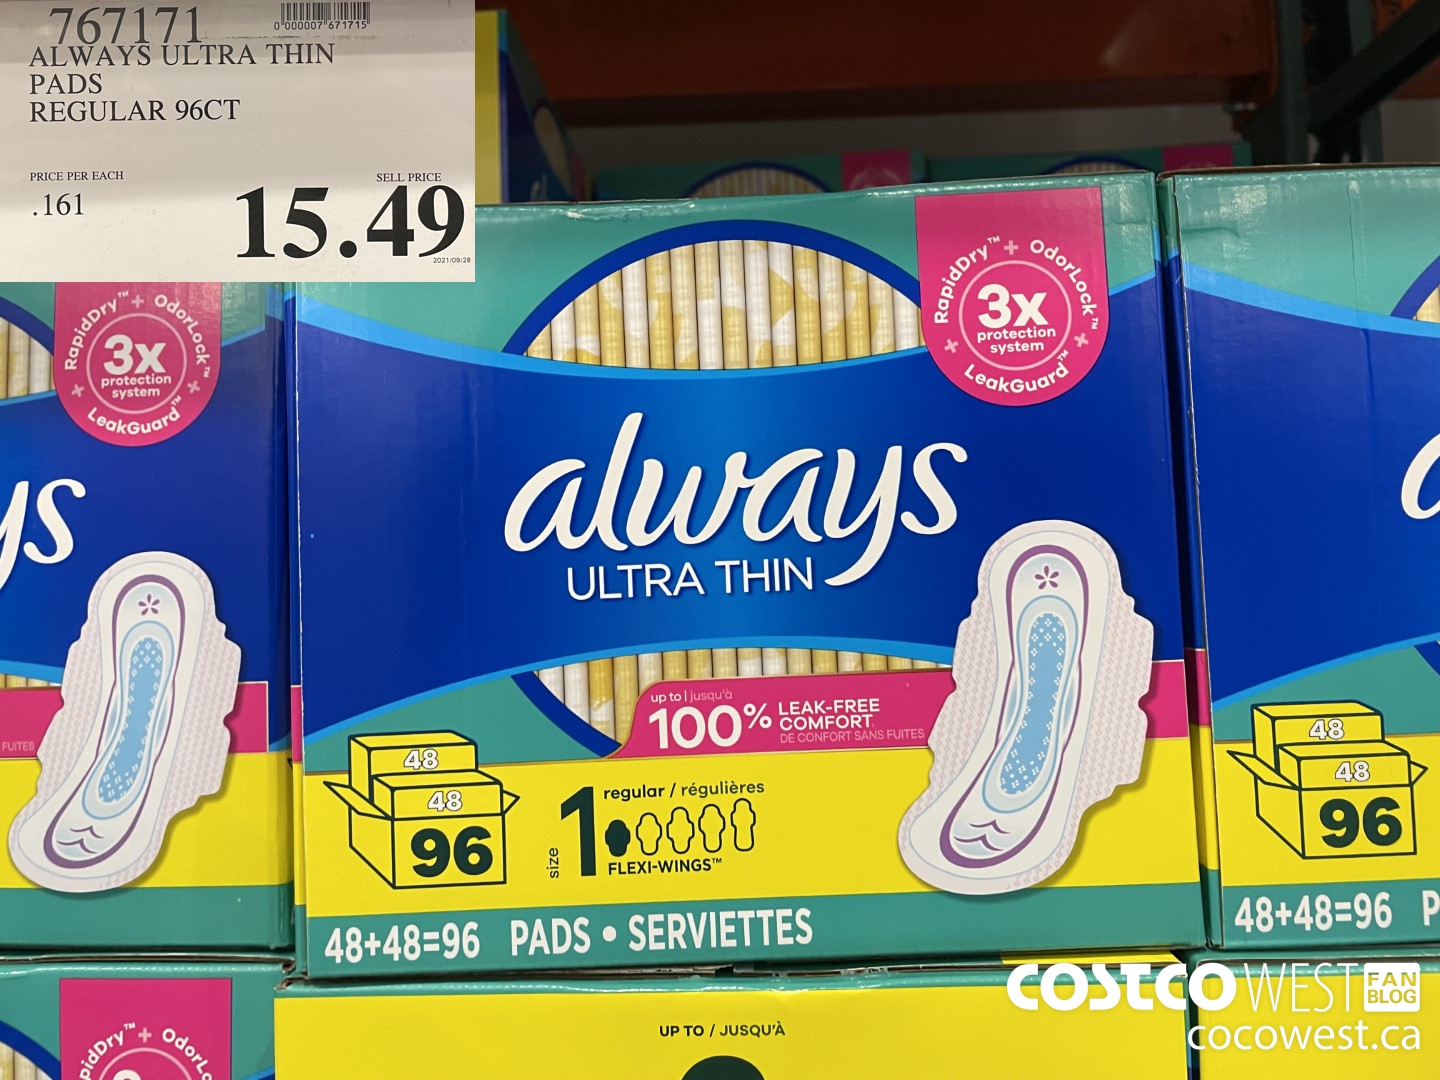 767171
0 000007 671715
ALWAYS ULTRA THIN
PADS
REGULAR 96CT
PRICE PER EACH
.161
SELL PRICE
15.49
2021/09/28
RapidDry™ + OdorLock™
3x
protection
system
+ LeakGuard™ +
RapidDry™ + OdorLock™
3x
protection
system
+ LeakGuard™ +
always
ULTRA THIN
ys
up to | jusqu'à
100% LEAK-FREE
COMFORT
DE CONFORT SANS FUITES
FUITES
48
48
96
size 1
regular / régulières
FLEXI-WINGS™
48+48=96 PADS • SERVIETTES
48
48
96
48+48=96 P
UP TO / JUSQU'À
RapidDry™ + OdorLo
COSTCO WEST FAN BLOG
cocowest.ca